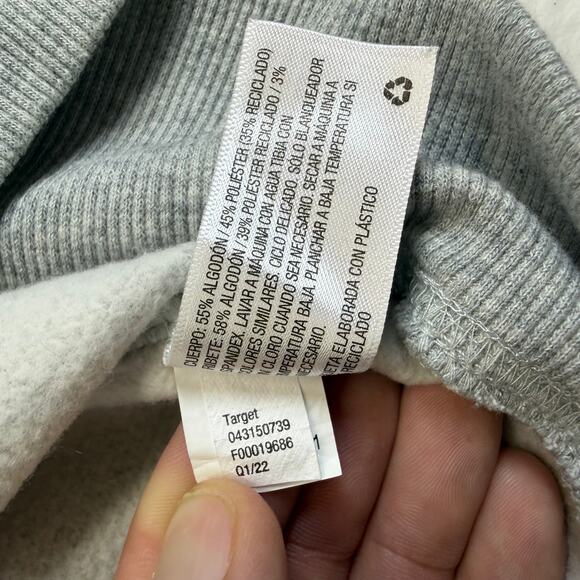 CUERPO: 55% ALGODÓN / 45% POLIÉSTER (35% RECICLADO)
RIBETE: 58% ALGODÓN / 39% POLIÉSTER RECICLADO / 3%
SPANDEX. LAVAR A MÁQUINA CON AGUA TIBIA CON
COLORES SIMILARES. CICLO DELICADO. SÓLO BLANQUEADOR
SIN CLORO CUANDO SEA NECESARIO. SECAR A MÁQUINA A
TEMPERATURA BAJA. PLANCHAR A BAJA TEMPERATURA SI
NECESARIO.
ETA ELABORADA CON PLÁSTICO
RECICLADO
Target
043150739
F00019686
Q1/22
1